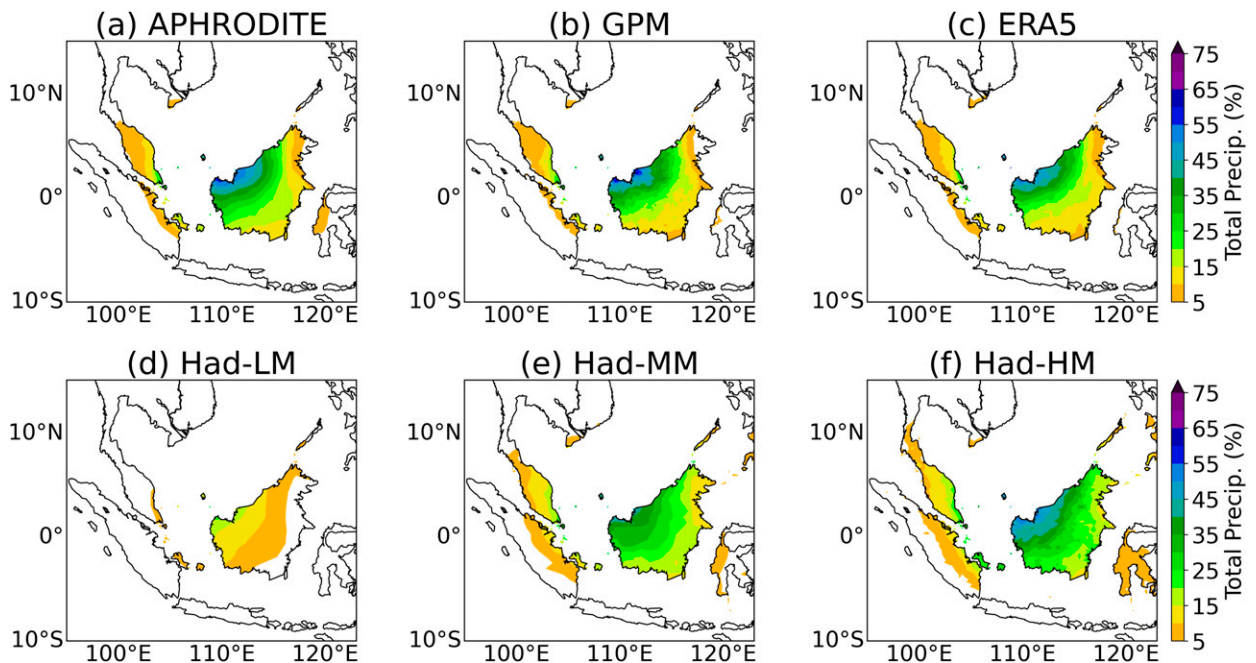 (a) APHRODITE
(b) GPM
(c) ERA5
10°N
0°
10°S
100°E 110°E 120°E
10°N
0°
10°S
100°E 110°E 120°E
10°N
0°
10°S
100°E 110°E 120°E
75
65
55
45
35
25
15
5
Total Precip. (%)
(d) Had-LM
(e) Had-MM
(f) Had-HM
10°N
0°
10°S
100°E 110°E 120°E
10°N
0°
10°S
100°E 110°E 120°E
10°N
0°
10°S
100°E 110°E 120°E
75
65
55
45
35
25
15
5
Total Precip. (%)